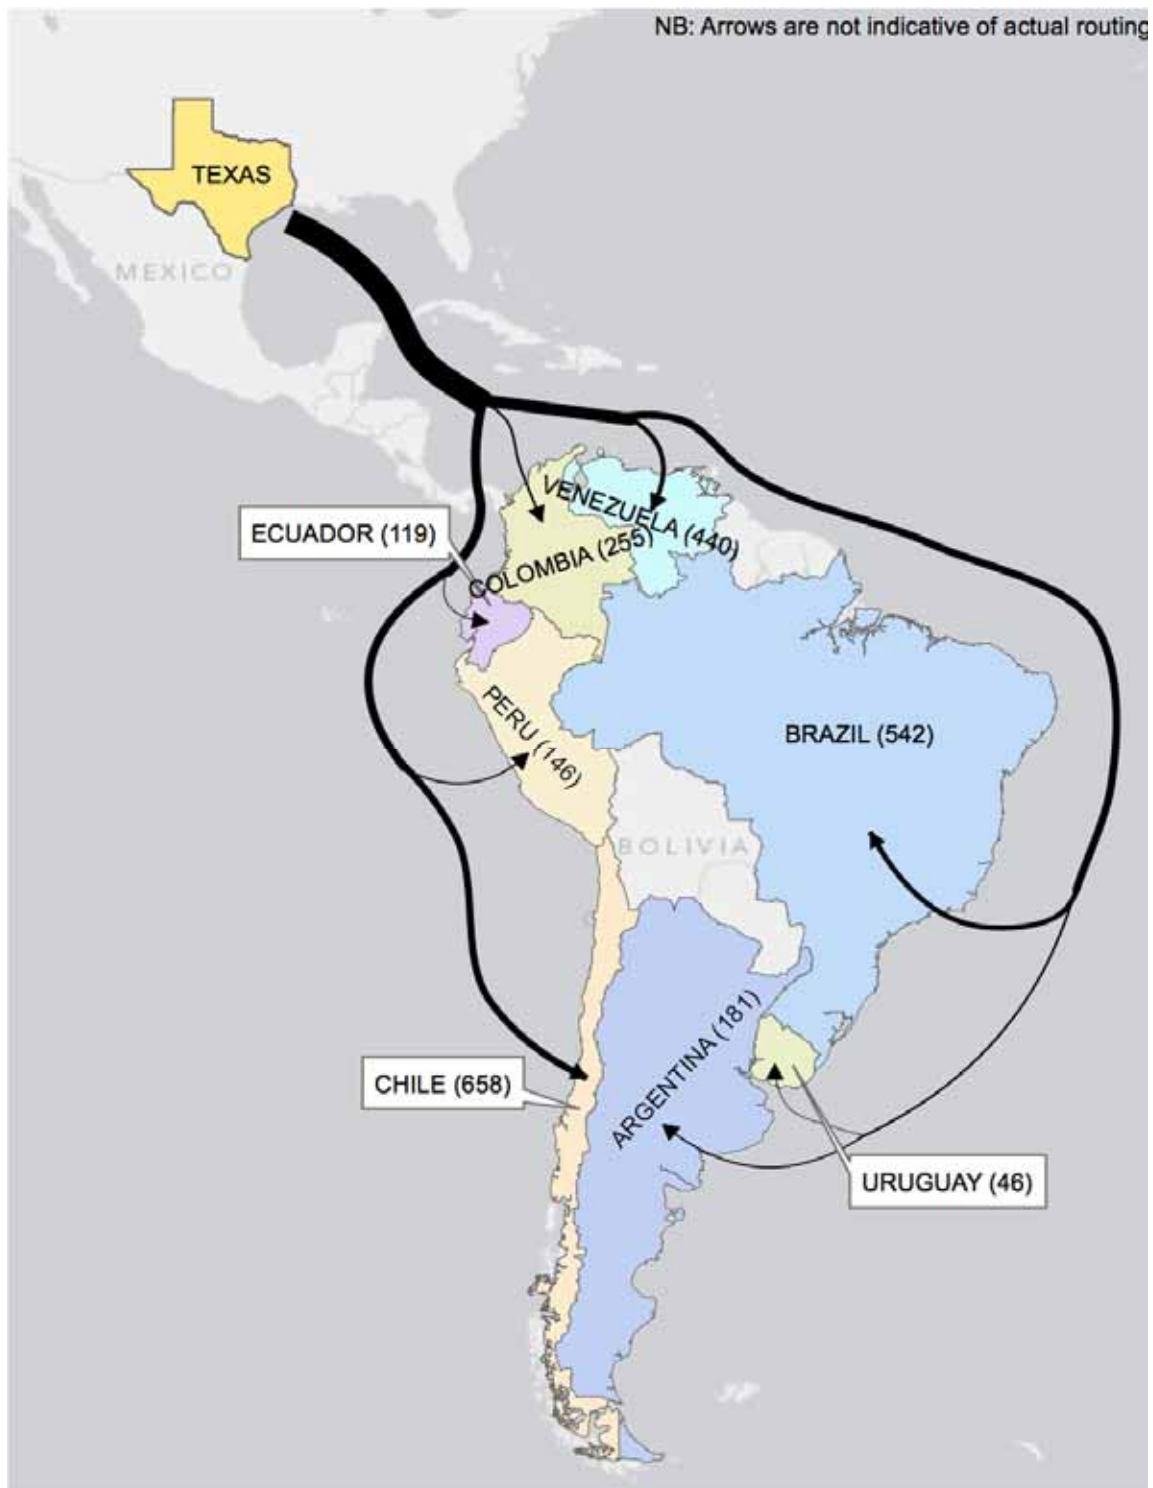 NB: Arrows are not indicative of actual routing
TEXAS
MEXICO
VENEZUELA (440)
ECUADOR (119)
COLOMBIA (255)
PERU (146)
BRAZIL (542)
BOLIVIA
ARGENTINA (181)
CHILE (658)
URUGUAY (46)